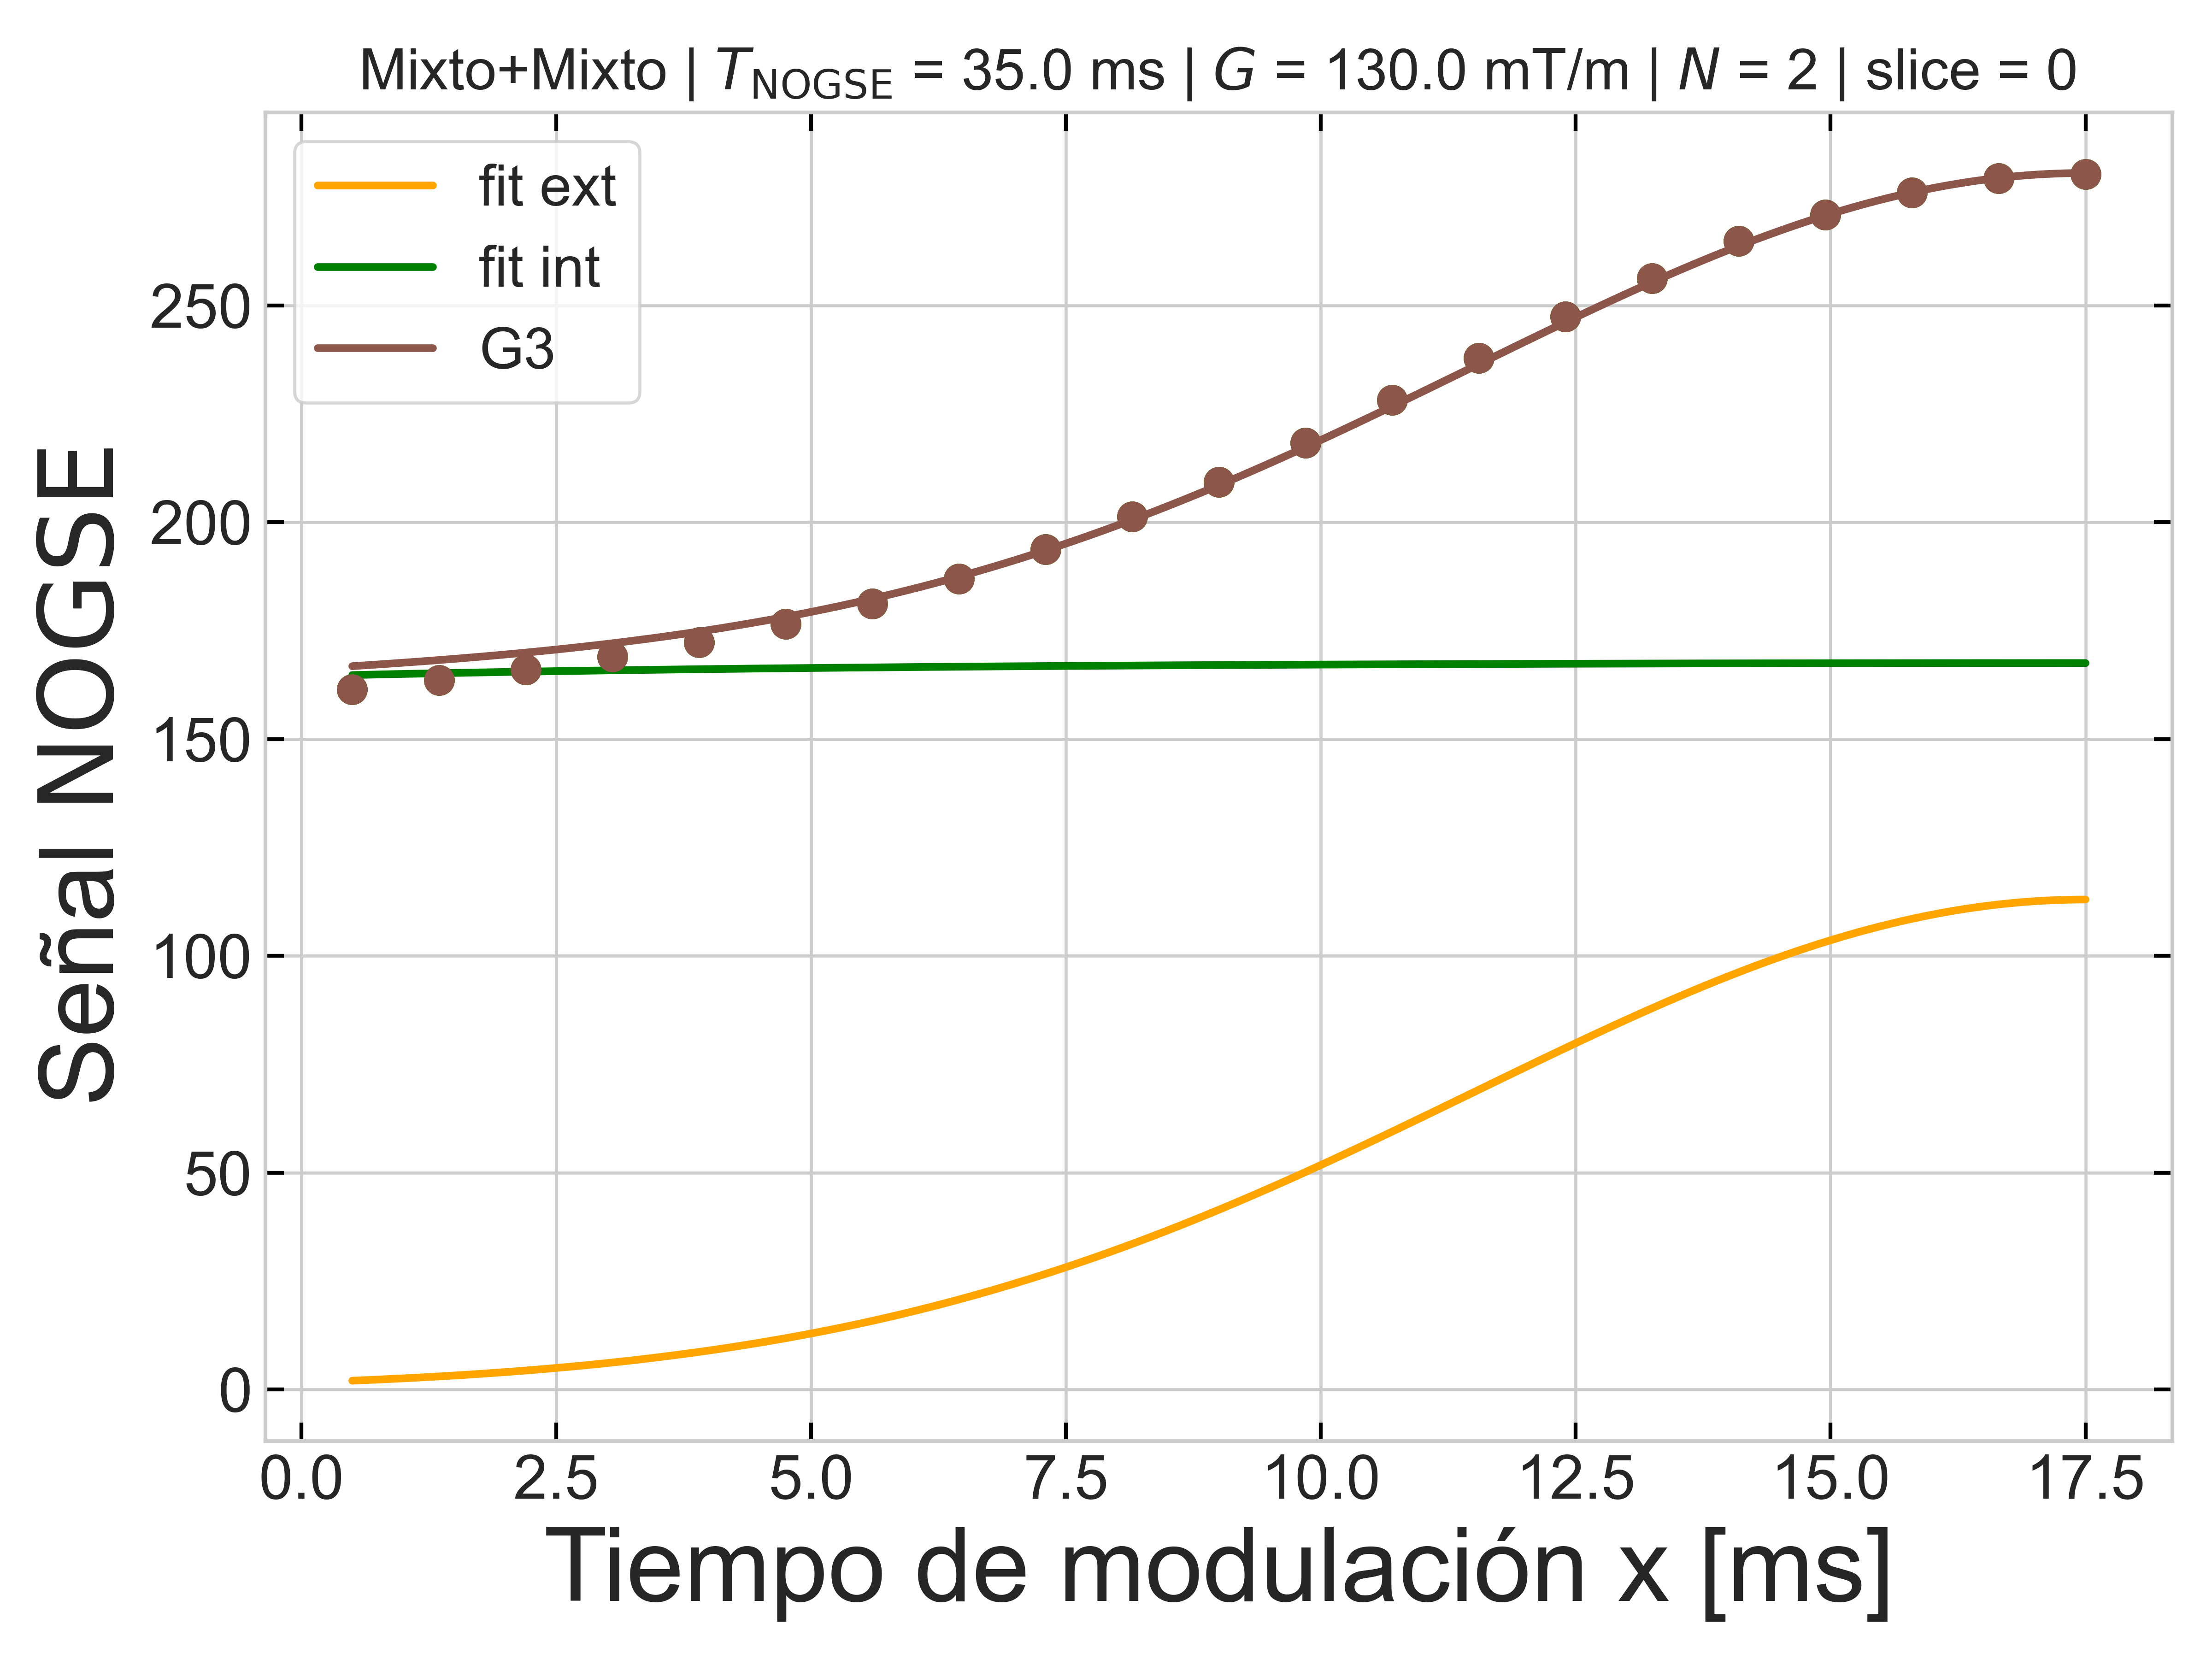 Mixto+Mixto | T_NOGSE = 35.0 ms | G = 130.0 mT/m | N = 2 | slice = 0
fit ext
fit int
G3
Señal NOGSE
250
200
150
100
50
0
0.0 2.5 5.0 7.5 10.0 12.5 15.0 17.5
Tiempo de modulación x [ms]